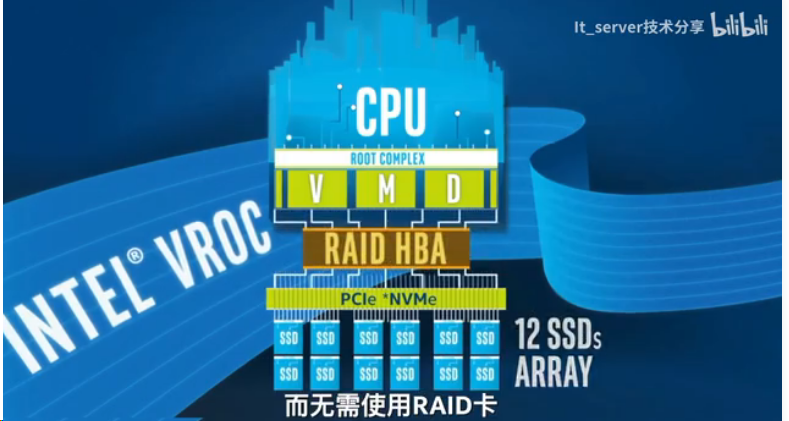 It_server技术分享 bilibili
CPU
ROOT COMPLEX
V M D
INTEL® VROC
RAID HBA
PCIe *NVMe
SSD SSD SSD SSD SSD SSD
12 SSDs
SSD SSD SSD SSD SSD SSD
ARRAY
而无需使用RAID卡